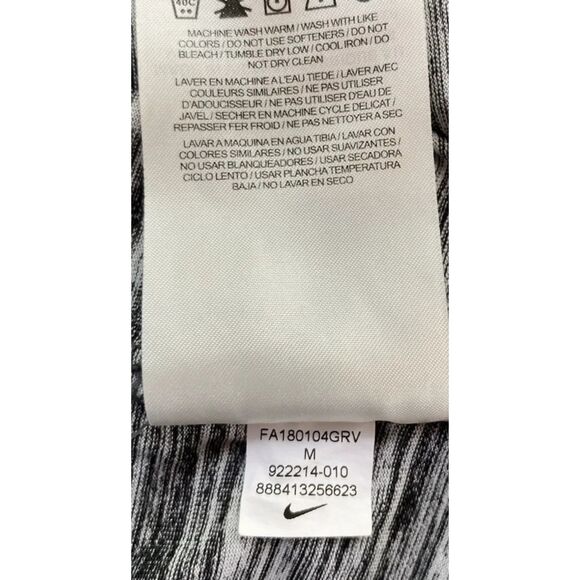 40C
MACHINE WASH WARM / WASH WITH LIKE
COLORS / DO NOT USE SOFTENERS / DO NOT
BLEACH / TUMBLE DRY LOW / COOL IRON / DO
NOT DRY CLEAN
LAVER EN MACHINE A L'EAU TIEDE / LAVER AVEC
COULEURS SIMILAIRES / NE PAS UTILISER
D'ADOUCISSEUR / NE PAS UTILISER D'EAU DE
JAVEL / SECHER EN MACHINE CYCLE DELICAT /
REPASSER FER FROID / NE PAS NETTOYER A SEC
LAVAR A MAQUINA EN AGUA TIBIA / LAVAR CON
COLORES SIMILARES / NO USAR SUAVIZANTES /
NO USAR BLANQUEADORES / USAR SECADORA
CICLO LENTO / USAR PLANCHA TEMPERATURA
BAJA / NO LAVAR EN SECO
FA180104GRV
M
922214-010
888413256623